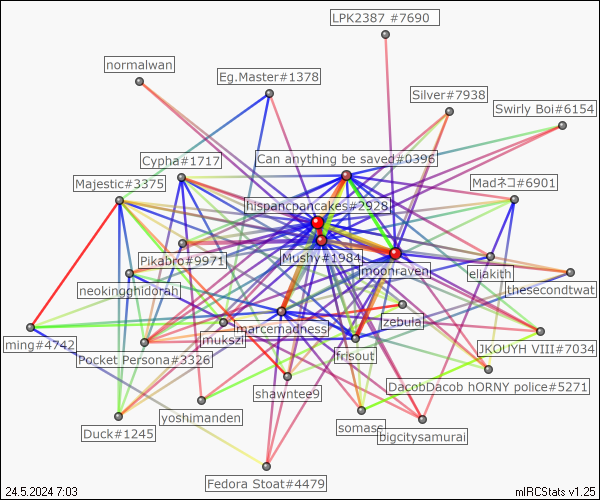 LPK2387 #7690
normalwan
Eg.Master#1378
Silver#7938
Swirly Boi#6154
Cypha#1717
Can anything be saved#0396
Majestic#3375
Madネコ#6901
hispancpancakes#2928
Mushy#1984
Pikabro#9971
moonraven
eliakith
neokingghidorah
thesecondtwat
zebula
marcernadness
mukszi
ming#4742
Pocket Persona#3326
frisout
JKOUYH VIII#7034
DacobDacob hORNY police#5271
shawntee9
yoshimanden
somass
bigcitysamurai
Duck#1245
Fedora Stoat#4479
24.5.2024 7:03
mIRCStats v1.25